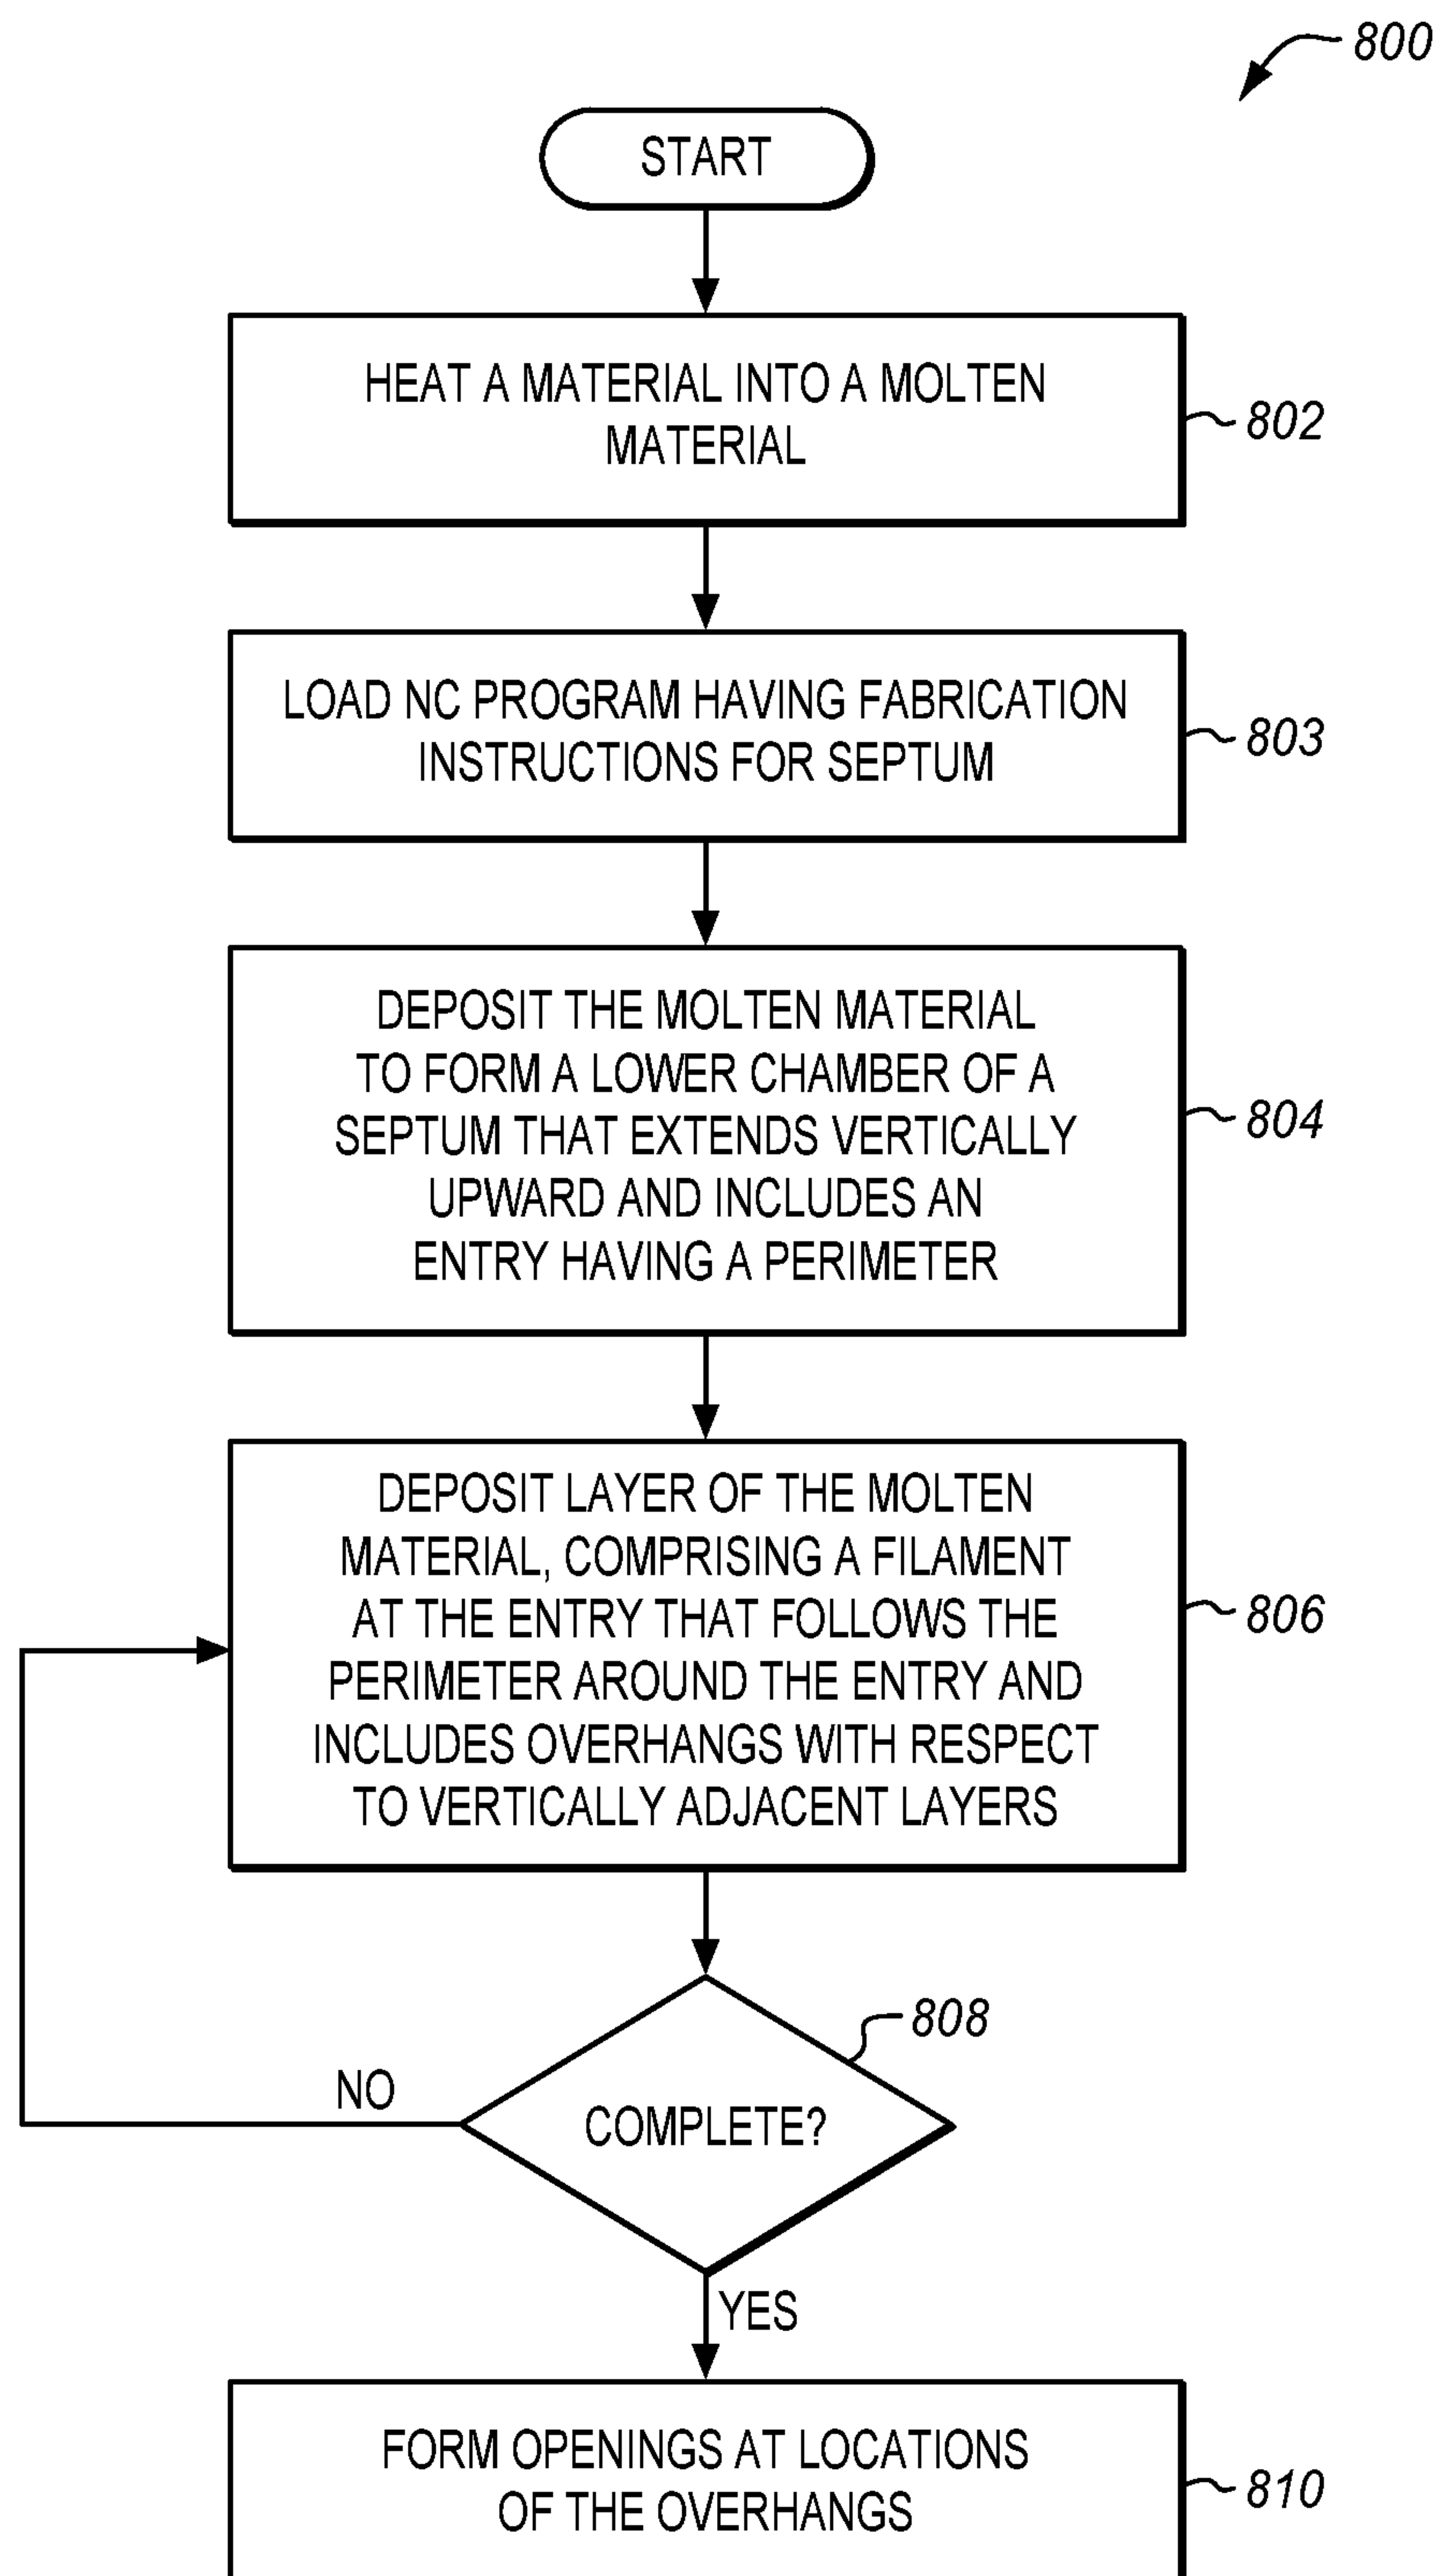 800
START
HEAT A MATERIAL INTO A MOLTEN
MATERIAL
802
LOAD NC PROGRAM HAVING FABRICATION
INSTRUCTIONS FOR SEPTUM
803
DEPOSIT THE MOLTEN MATERIAL
TO FORM A LOWER CHAMBER OF A
SEPTUM THAT EXTENDS VERTICALLY
UPWARD AND INCLUDES AN
ENTRY HAVING A PERIMETER
804
DEPOSIT LAYER OF THE MOLTEN
MATERIAL, COMPRISING A FILAMENT
AT THE ENTRY THAT FOLLOWS THE
PERIMETER AROUND THE ENTRY AND
INCLUDES OVERHANGS WITH RESPECT
TO VERTICALLY ADJACENT LAYERS
806
808
NO
COMPLETE?
YES
FORM OPENINGS AT LOCATIONS
OF THE OVERHANGS
810